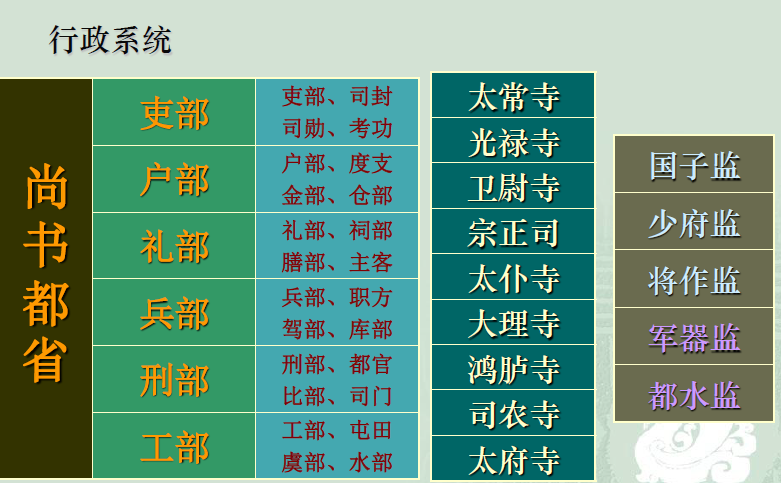 行政系统
尚书都省
吏部
吏部、司封
司勋、考功
户部
户部、度支
金部、仓部
礼部
礼部、祠部
膳部、主客
兵部
兵部、职方
驾部、库部
刑部
刑部、都官
比部、司门
工部
工部、屯田
虞部、水部
太常寺
光禄寺
卫尉寺
宗正司
太仆寺
大理寺
鸿胪寺
司农寺
太府寺
国子监
少府监
将作监
军器监
都水监